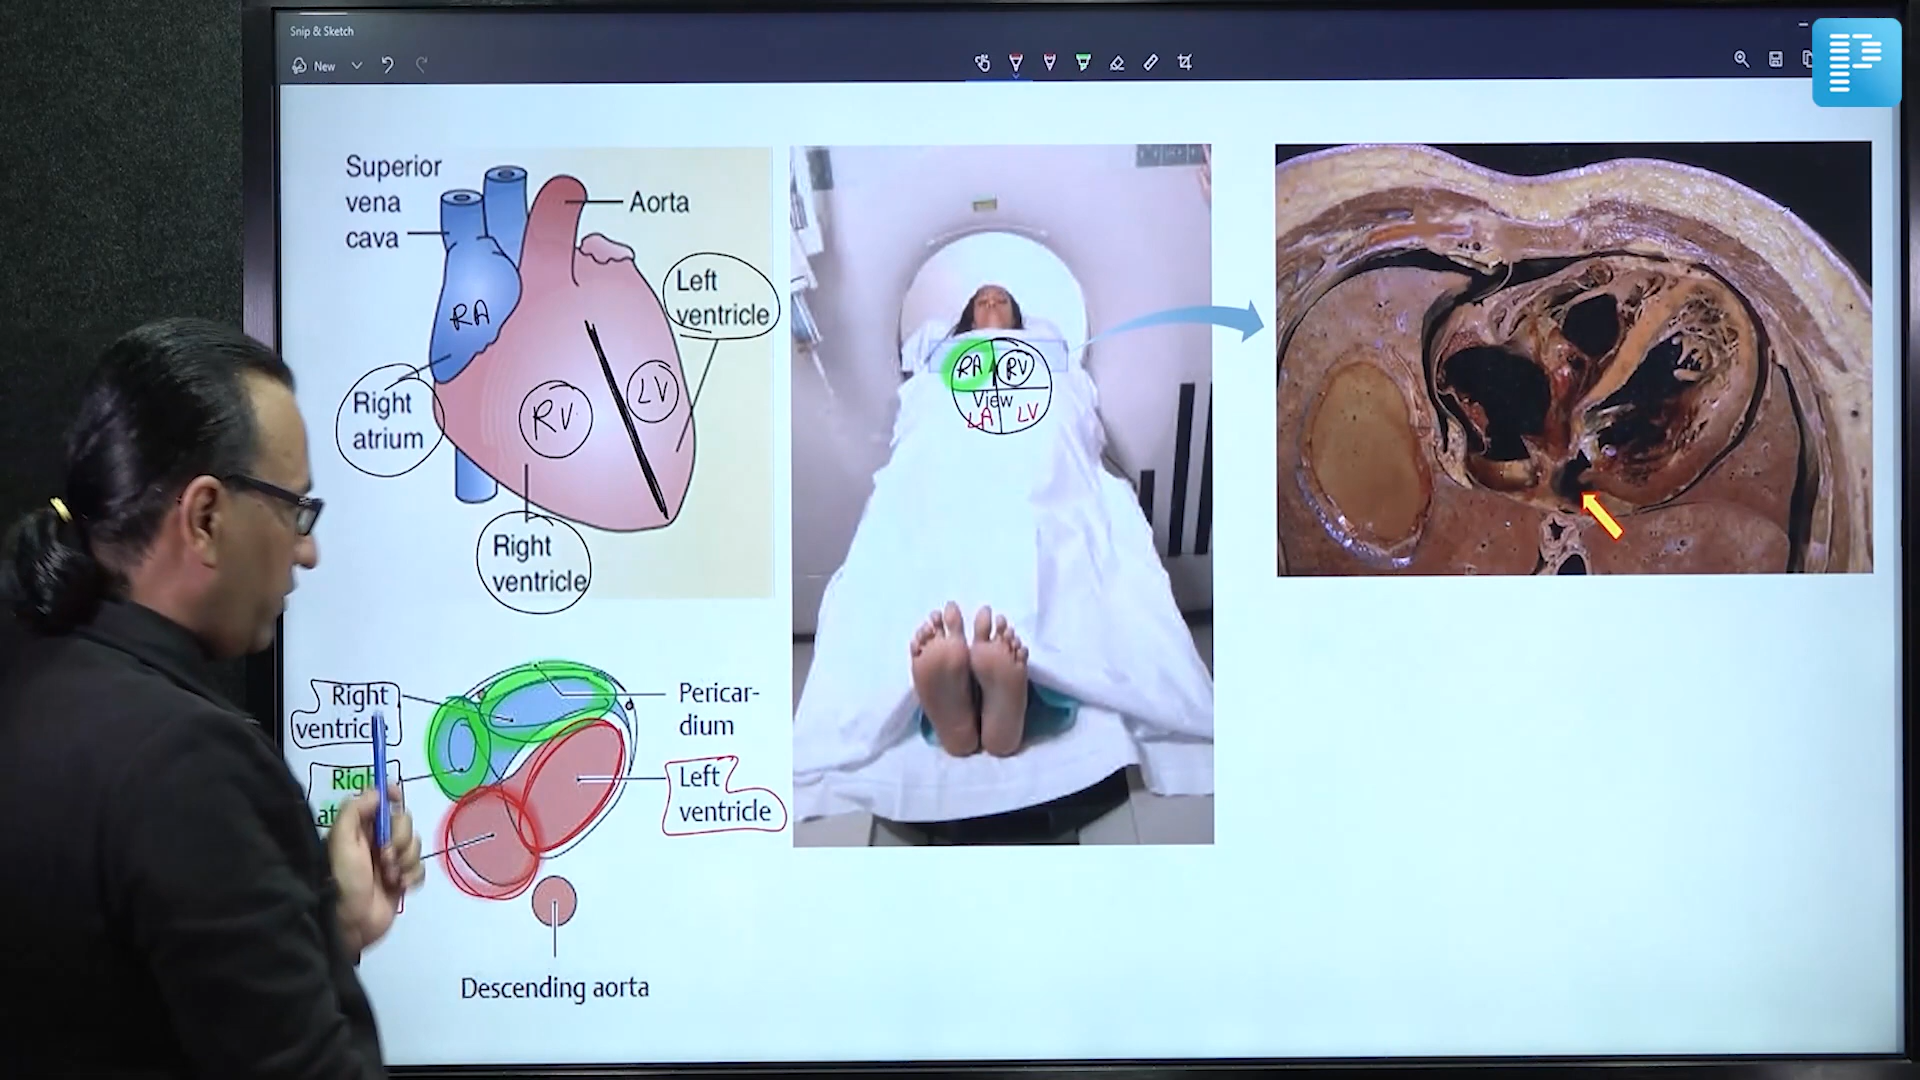 Snip & Sketch
New
Superior
vena
cava
Aorta
RA
Left
ventricle
Right
atrium
RV
LV
Right
ventricle
RA
RV
View
LA
LV
Right
ventricle
Pericar-
dium
Left
ventricle
Descending aorta